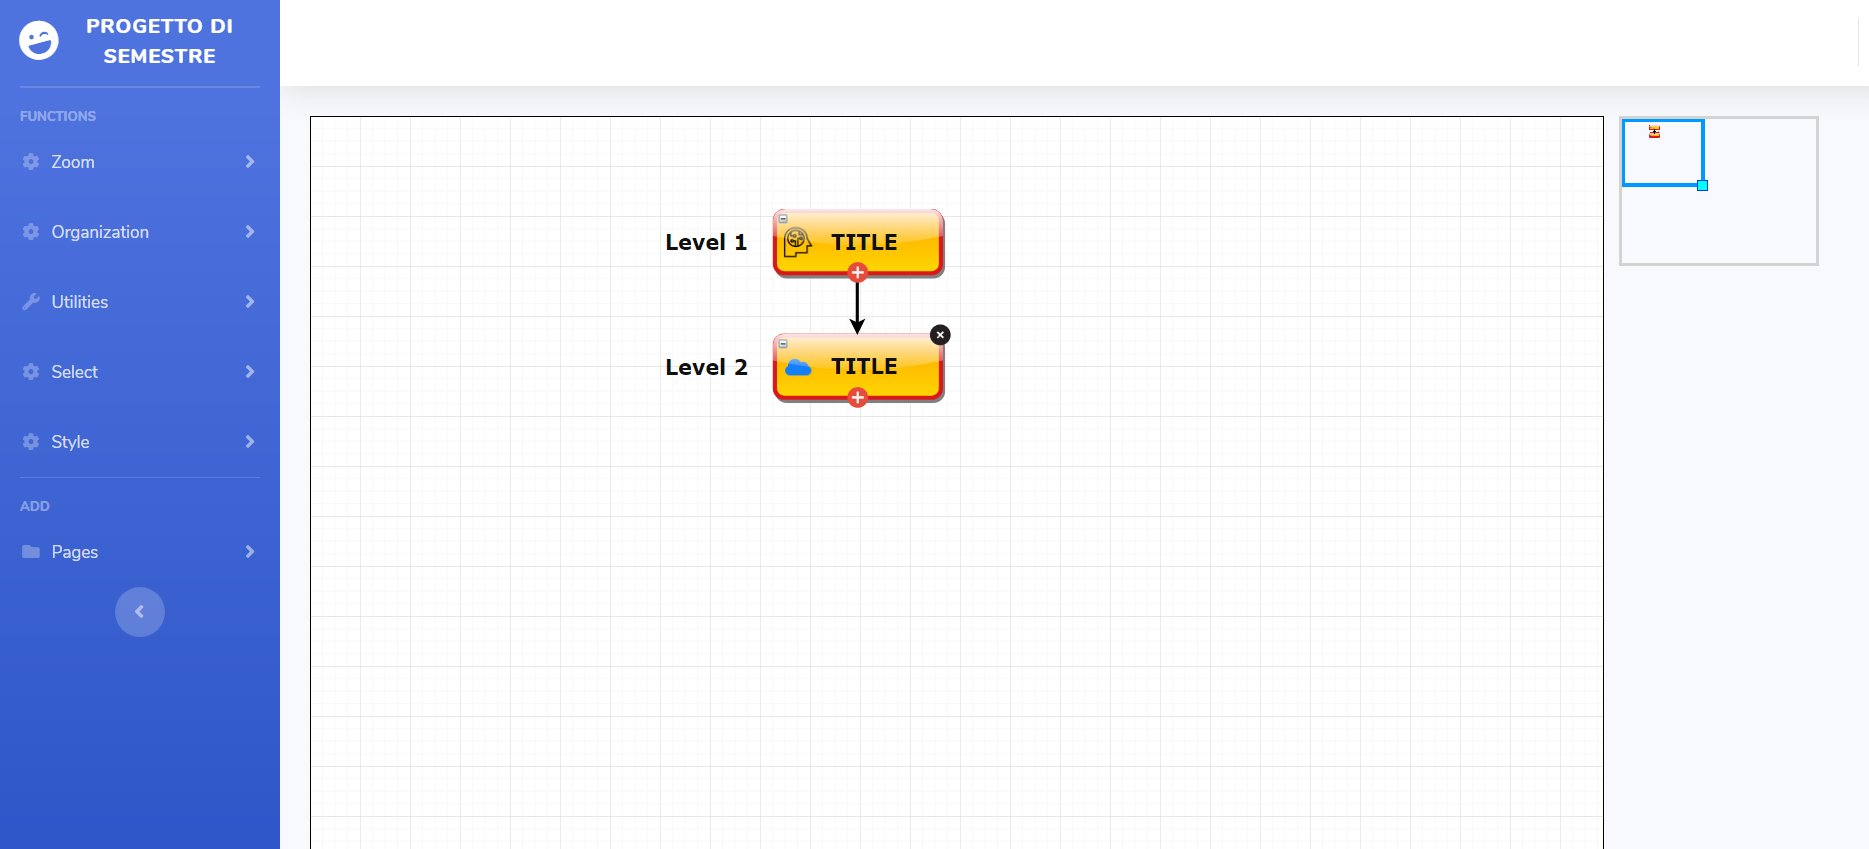 PROGETTO DI
SEMESTRE
FUNCTIONS
Zoom
Organization
Utilities
Select
Style
ADD
Pages
Level 1
TITLE
Level 2
TITLE